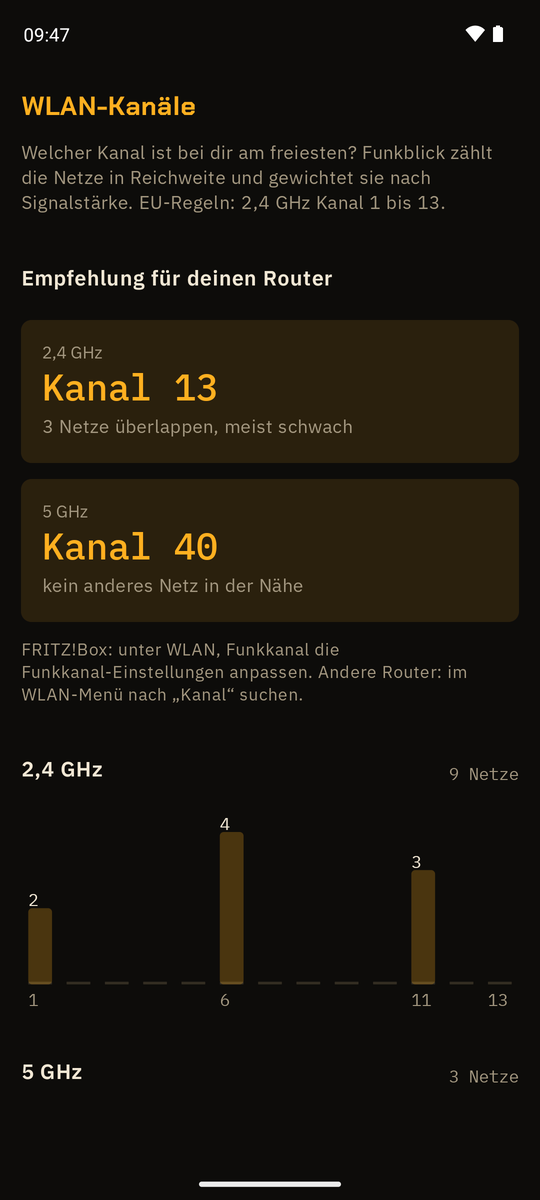 09:47
WLAN-Kanäle
Welcher Kanal ist bei dir am freiesten? Funkblick zählt
die Netze in Reichweite und gewichtet sie nach
Signalstärke. EU-Regeln: 2,4 GHz Kanal 1 bis 13.
Empfehlung für deinen Router
2,4 GHz
Kanal 13
3 Netze überlappen, meist schwach
5 GHz
Kanal 40
kein anderes Netz in der Nähe
FRITZ!Box: unter WLAN, Funkkanal die
Funkkanal-Einstellungen anpassen. Andere Router: im
WLAN-Menü nach „Kanal“ suchen.
2,4 GHz 9 Netze
4
3
2
1 6 11 13
5 GHz 3 Netze